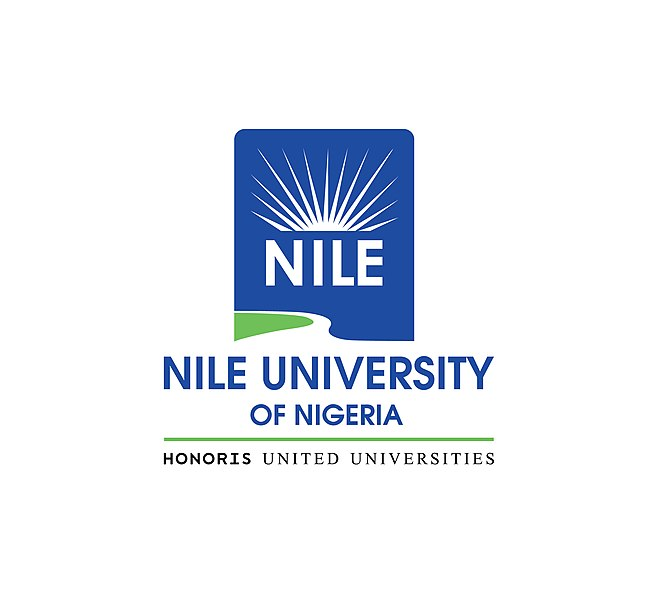 NILE
NILE UNIVERSITY
OF NIGERIA
HONORIS UNITED UNIVERSITIES